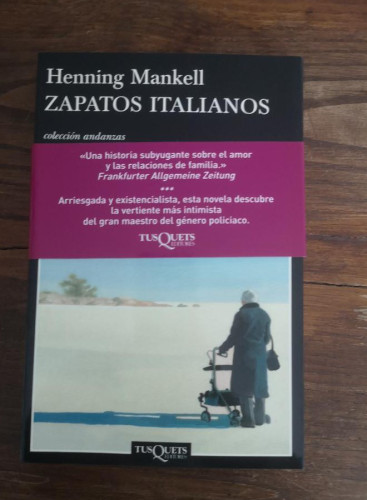 Henning Mankell
ZAPATOS ITALIANOS
colección andanzas
«Una historia subyugante sobre el amor
y las relaciones de familia.»
Frankfurter Allgemeine Zeitung
***
Arriesgada y existencialista, esta novela descubre
la vertiente más intimista
del gran maestro del género policiaco.
TUSQUETS
EDITORES
TUSQUETS
EDITORES